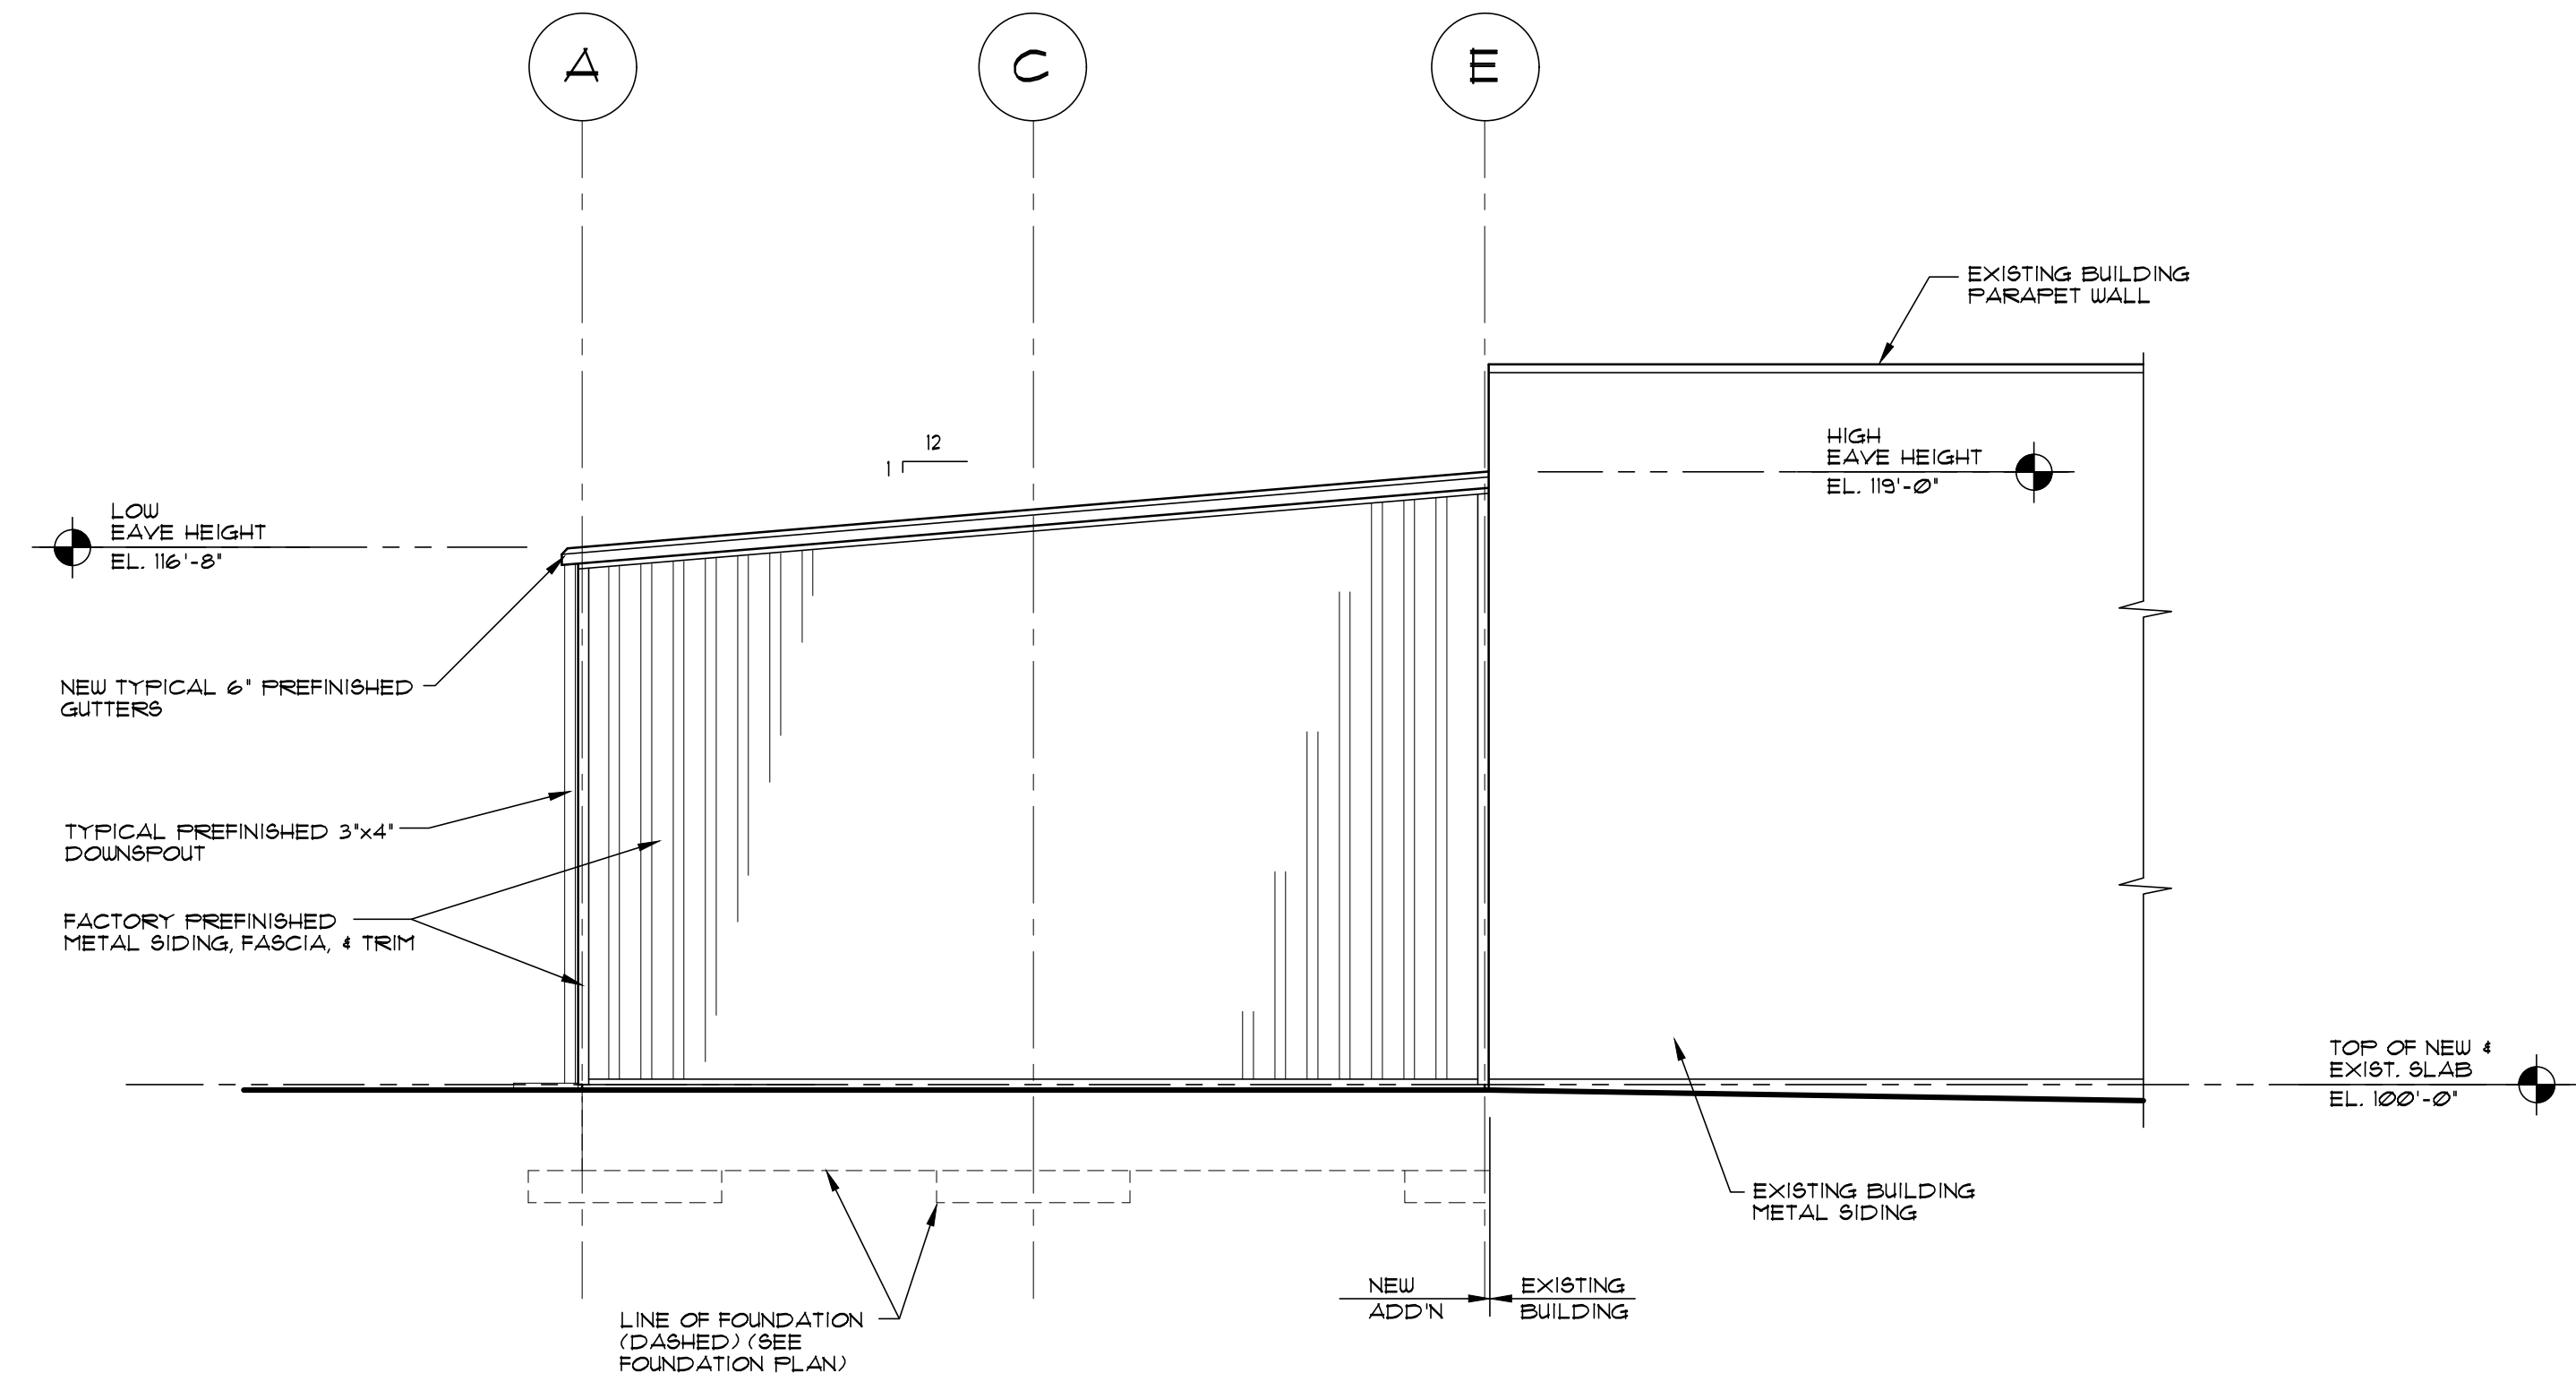 A
C
E
EXISTING BUILDING
PARAPET WALL
12
1
HIGH
EAVE HEIGHT
EL. 119'-0"
LOW
EAVE HEIGHT
EL. 116'-8"
NEW TYPICAL 6" PREFINISHED
GUTTERS
TYPICAL PREFINISHED 3"x4"
DOWNSPOUT
FACTORY PREFINISHED
METAL SIDING, FASCIA, & TRIM
TOP OF NEW &
EXIST. SLAB
EL. 100'-0"
EXISTING BUILDING
METAL SIDING
NEW
ADD'N
EXISTING
BUILDING
LINE OF FOUNDATION
(DASHED) (SEE
FOUNDATION PLAN)